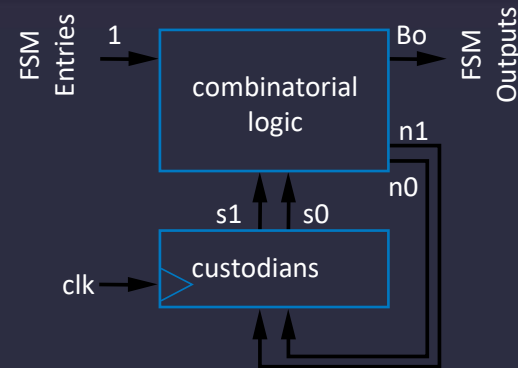 FSM
Entries
1
combinatorial
logic
Bo
FSM
Outputs
n1
n0
s1
s0
clk
custodians